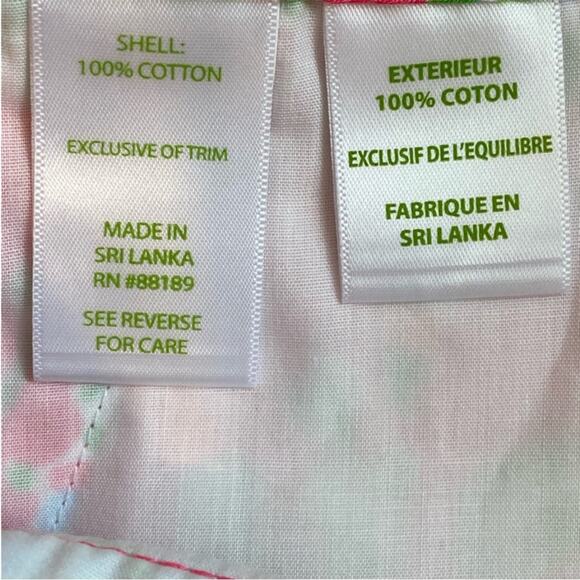 SHELL:
100% COTTON
EXCLUSIVE OF TRIM
MADE IN
SRI LANKA
RN #88189
SEE REVERSE
FOR CARE
EXTERIEUR
100% COTON
EXCLUSIF DE L'EQUILIBRE
FABRIQUE EN
SRI LANKA